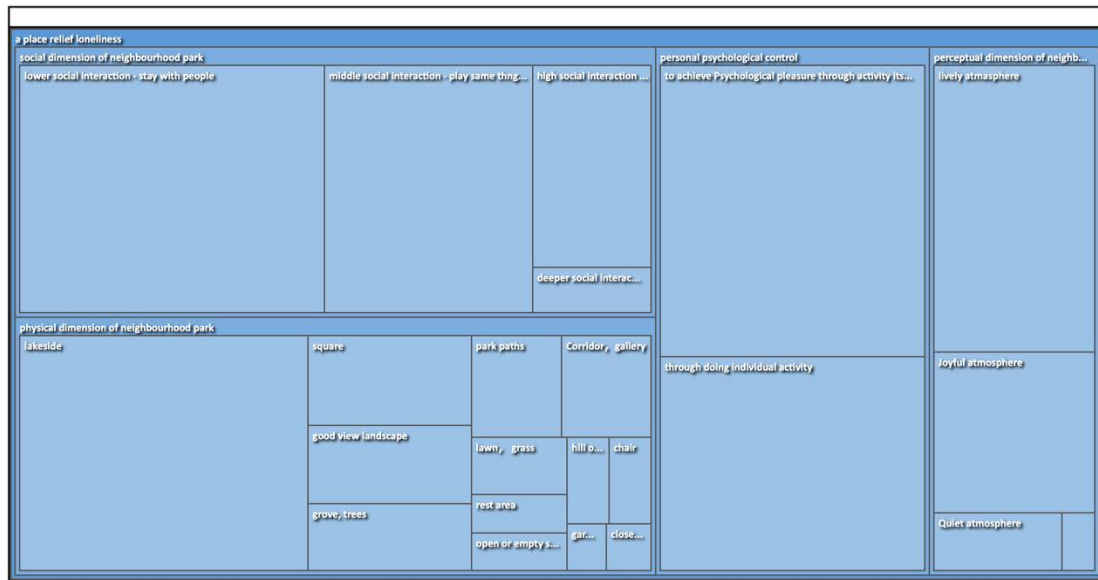 a place relief loneliness
social dimension of neighbourhood park
lower social interaction - stay with people
middle social interaction - play same thng...
high social interaction ...
deeper social interac...
physical dimension of neighbourhood park
lakeside
square
good view landscape
grove, trees
park paths
Corridor，gallery
lawn， grass
rest area
open or empty s...
hill o...
chair
gar...
close...
personal psychological control
to achieve Psychological pleasure through activity its...
through doing individual activity
perceptual dimension of neighb...
lively atmasphere
Joyful atmosphere
Quiet atmosphere